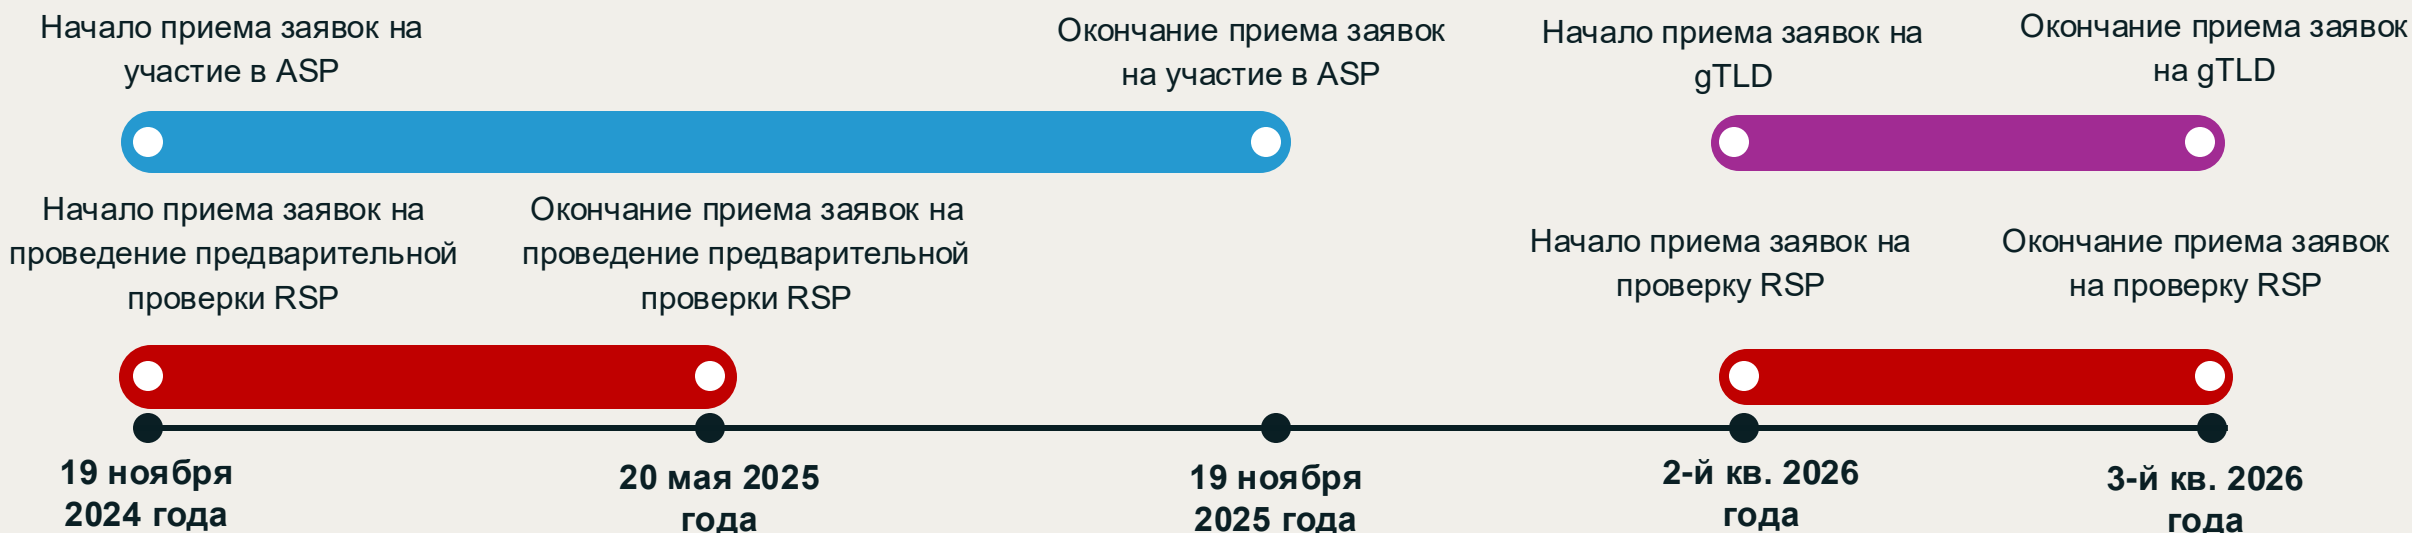 Начало приема заявок на
участие в ASP
Окончание приема заявок
на участие в ASP
Начало приема заявок на
gTLD
Окончание приема заявок
на gTLD
Начало приема заявок на
проведение предварительной
проверки RSP
Окончание приема заявок на
проведение предварительной
проверки RSP
Начало приема заявок на
проверку RSP
Окончание приема заявок
на проверку RSP
19 ноября
2024 года
20 мая 2025
года
19 ноября
2025 года
2-й кв. 2026
года
3-й кв. 2026
года